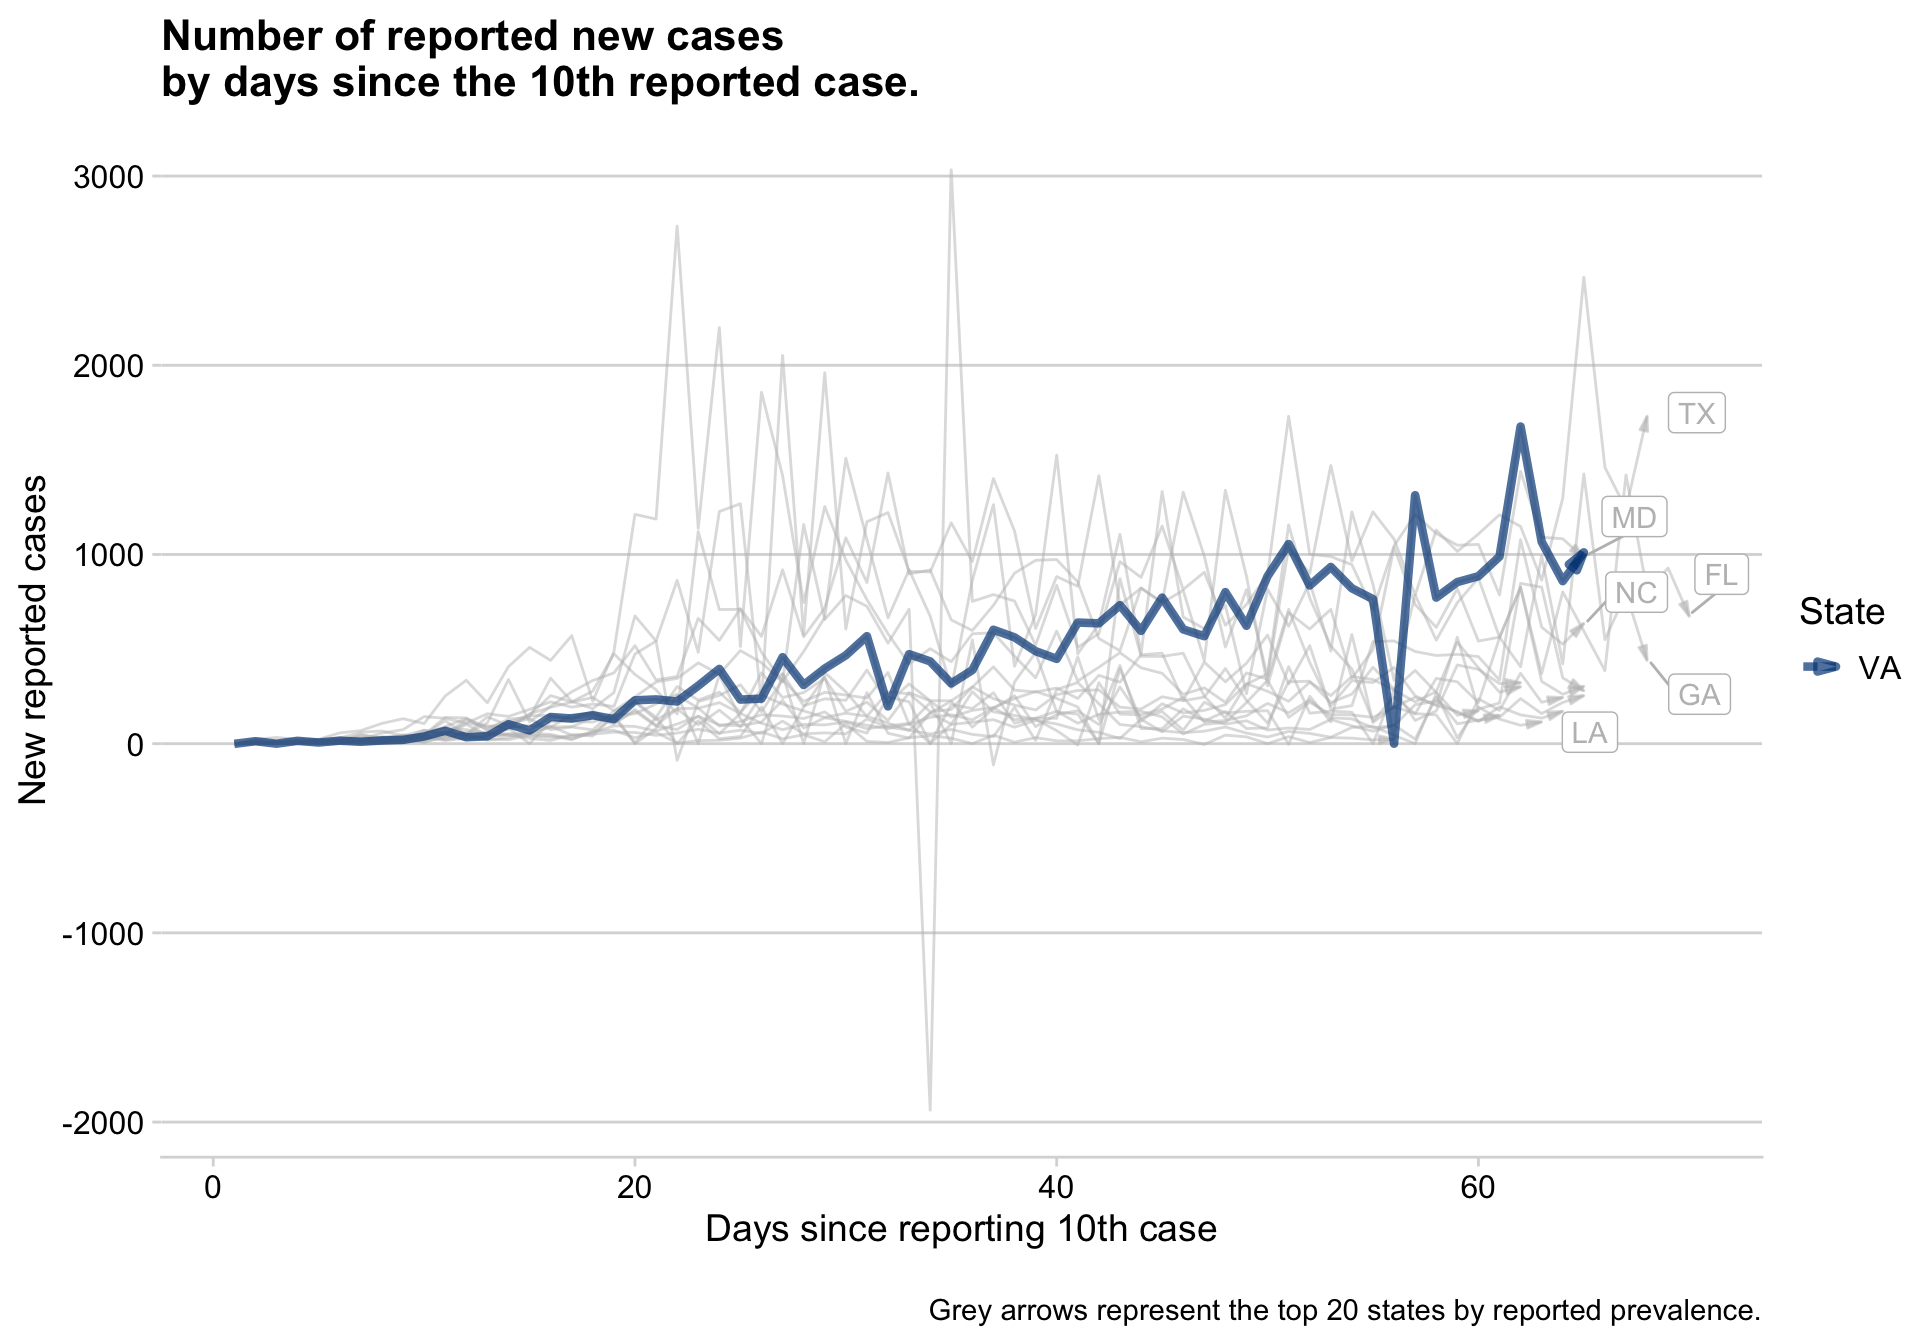 Number of reported new cases
by days since the 10th reported case.
3000
2000
1000
0
-1000
-2000
New reported cases
TX
MD
FL
NC
GA
LA
State
VA
0
20
40
60
Days since reporting 10th case
Grey arrows represent the top 20 states by reported prevalence.